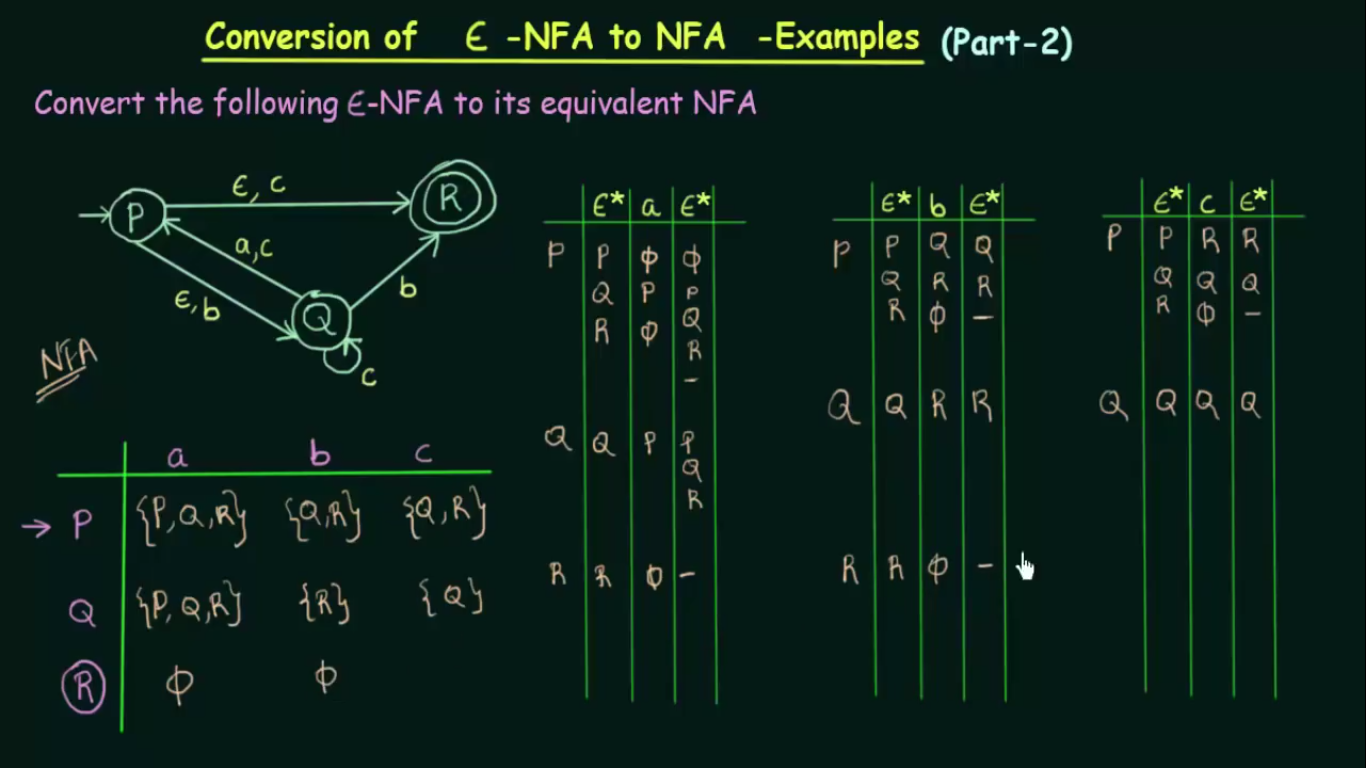 Conversion of ϵ -NFA to NFA -Examples (Part-2)
Convert the following ϵ-NFA to its equivalent NFA
ϵ, c
P
R
a,c
ϵ,b
b
Q
c
NFA
a b c
→ P {P,Q,R} {Q,R} {Q,R}
Q {P,Q,R} {R} {Q}
R ϕ ϕ
ϵ* a ϵ*
P P ϕ ϕ
Q P P
Q
R ϕ R
–
Q Q P P
Q
R
R R ϕ –
ϵ* b ϵ*
P P Q Q
Q R R
R ϕ –
Q Q R R
R R ϕ –
ϵ* c ϵ*
P P R R
Q Q Q
R ϕ –
Q Q Q Q